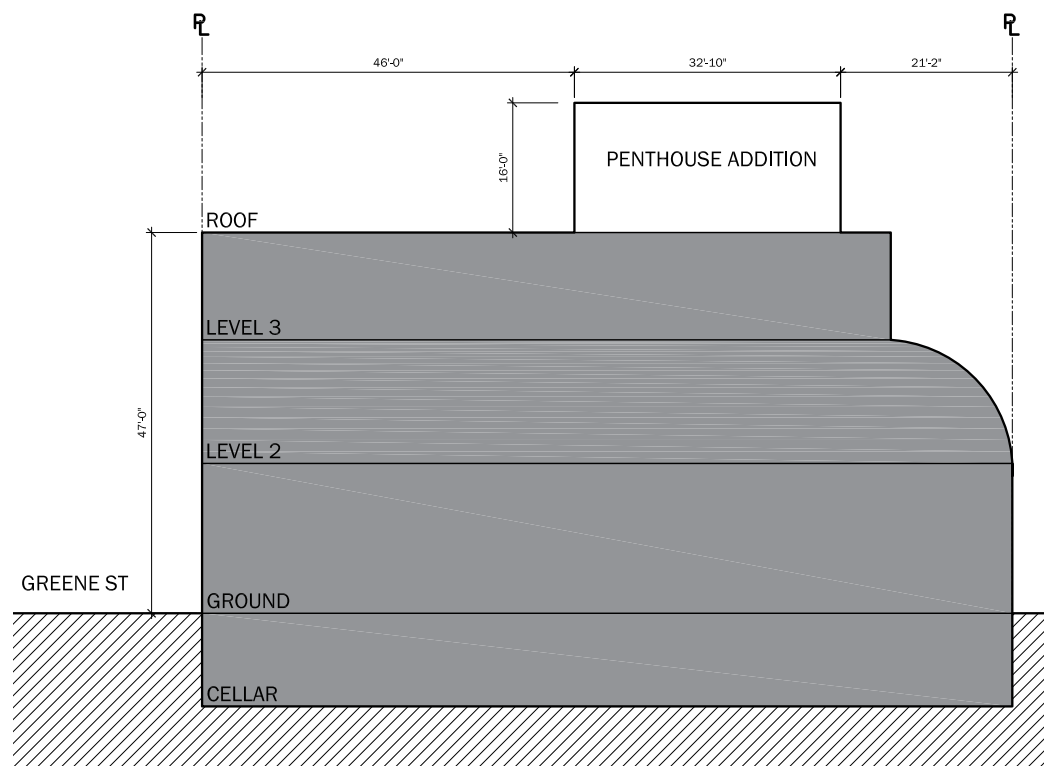 PL
PL
46'-0"
32'-10"
21'-2"
16'-0"
PENTHOUSE ADDITION
ROOF
LEVEL 3
47'-0"
LEVEL 2
GREENE ST
GROUND
CELLAR